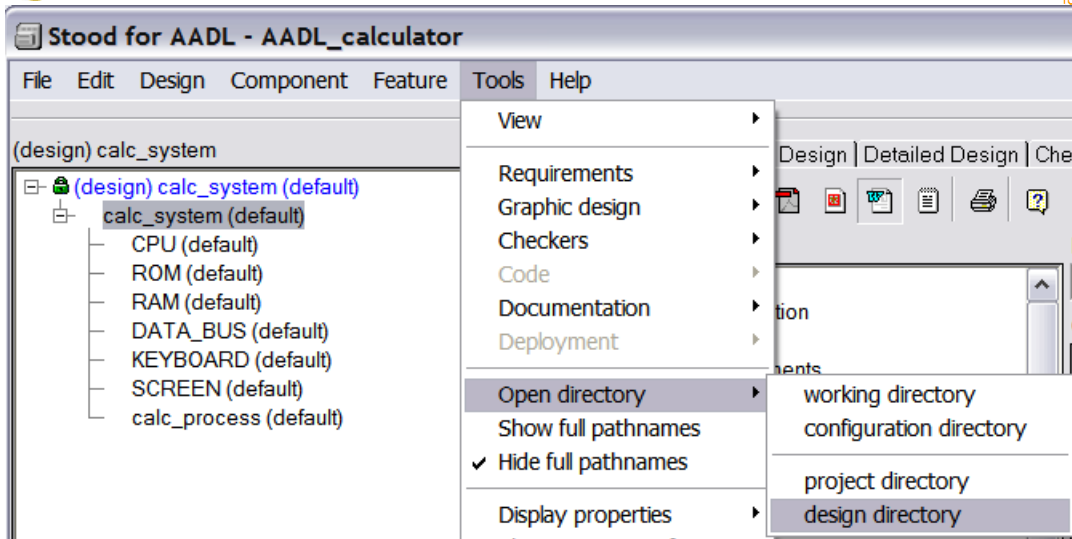 Stood for AADL - AADL_calculator
File Edit Design Component Feature Tools Help
(design) calc_system
(design) calc_system (default)
calc_system (default)
CPU (default)
ROM (default)
RAM (default)
DATA_BUS (default)
KEYBOARD (default)
SCREEN (default)
calc_process (default)
View
Requirements
Graphic design
Checkers
Code
Documentation
Deployment
Open directory
Show full pathnames
Hide full pathnames
Display properties
working directory
configuration directory
project directory
design directory
Design Detailed Design Che
tion